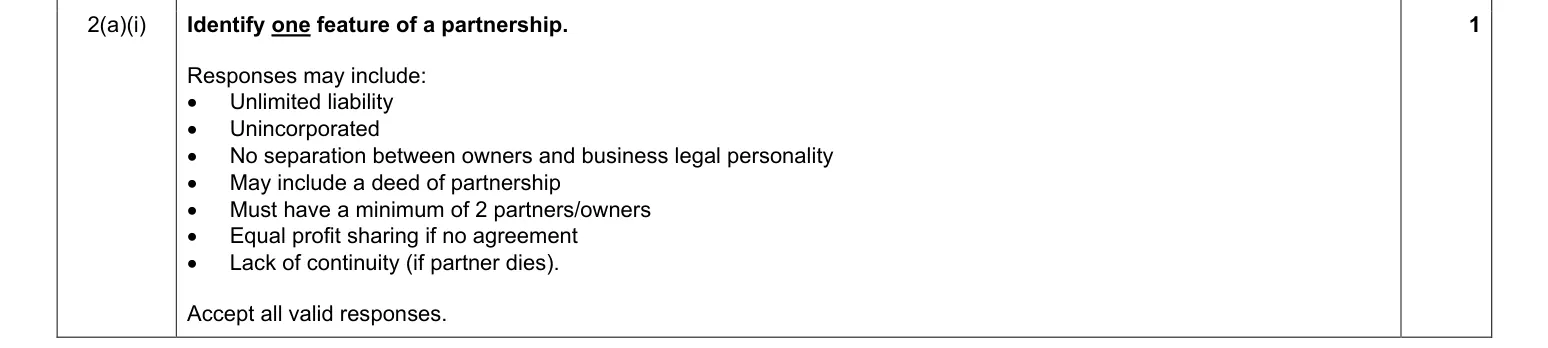 2(a)(i) Identify one feature of a partnership. 1
Responses may include:
• Unlimited liability
• Unincorporated
• No separation between owners and business legal personality
• May include a deed of partnership
• Must have a minimum of 2 partners/owners
• Equal profit sharing if no agreement
• Lack of continuity (if partner dies).
Accept all valid responses.